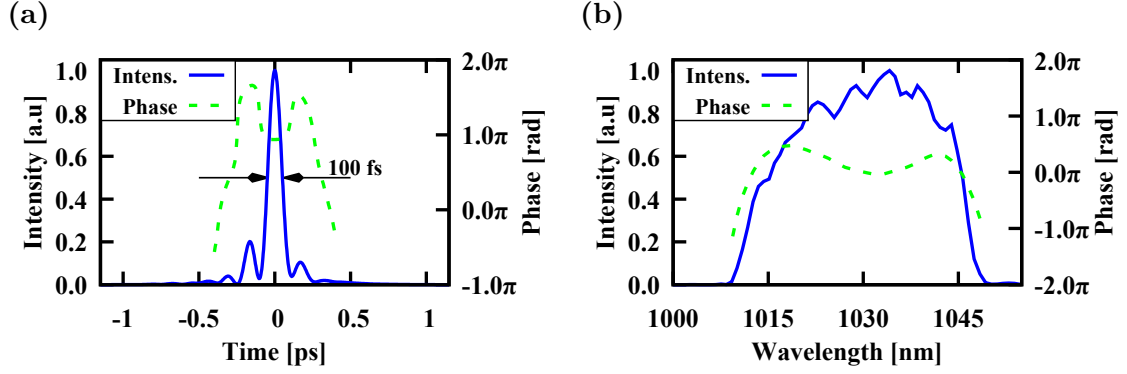 (a)
Intens.
Phase
100 fs
Intensity [a.u]
1.0
0.8
0.6
0.4
0.2
0.0
2.0π
1.0π
0.0π
-1.0π
Phase [rad]
-1 -0.5 0 0.5 1
Time [ps]
(b)
Intens.
Phase
Intensity [a.u]
1.0
0.8
0.6
0.4
0.2
0.0
2.0π
1.0π
0.0π
-1.0π
-2.0π
Phase [rad]
1000 1015 1030 1045
Wavelength [nm]